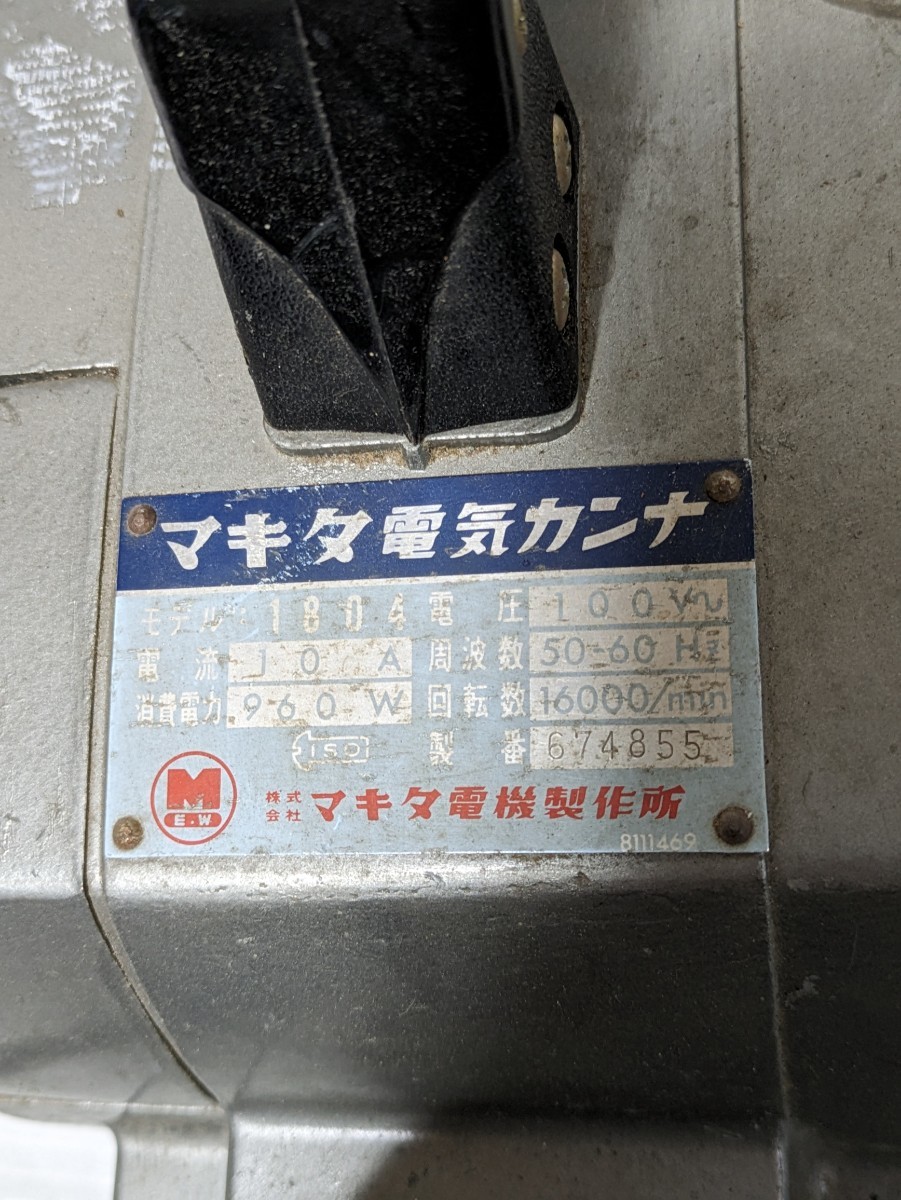 マキタ電気カンナ
モデル: 1804 電圧 100V~
電流 10 A 周波数 50-60 Hz
消費電力 960 W 回転数 16000/min
ISO 製番 674855
M
E・W
株式会社 マキタ電機製作所
8111469